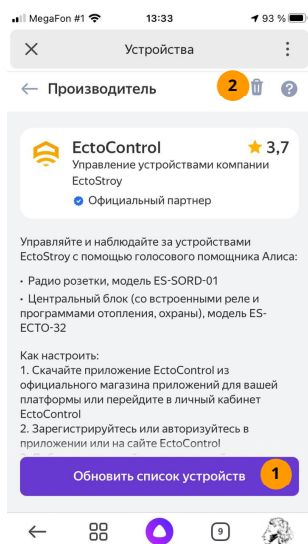 MegaFon #1 13:33 93 %
Устройства
Производитель 2 ?
EctoControl 3,7
Управление устройствами компании
EctoStroy
Официальный партнер
Управляйте и наблюдайте за устройствами
EctoStroy с помощью голосового помощника Алиса:
• Радио розетки, модель ES-SORD-01
• Центральный блок (со встроенными реле и
программами отопления, охраны), модель ES-
ECTO-32
Как настроить:
1. Скачайте приложение EctoControl из
официального магазина приложений для вашей
платформы или перейдите в личный кабинет
EctoControl
2. Зарегистрируйтесь или авторизуйтесь в
приложении или на сайте EctoControl
Обновить список устройств 1
9